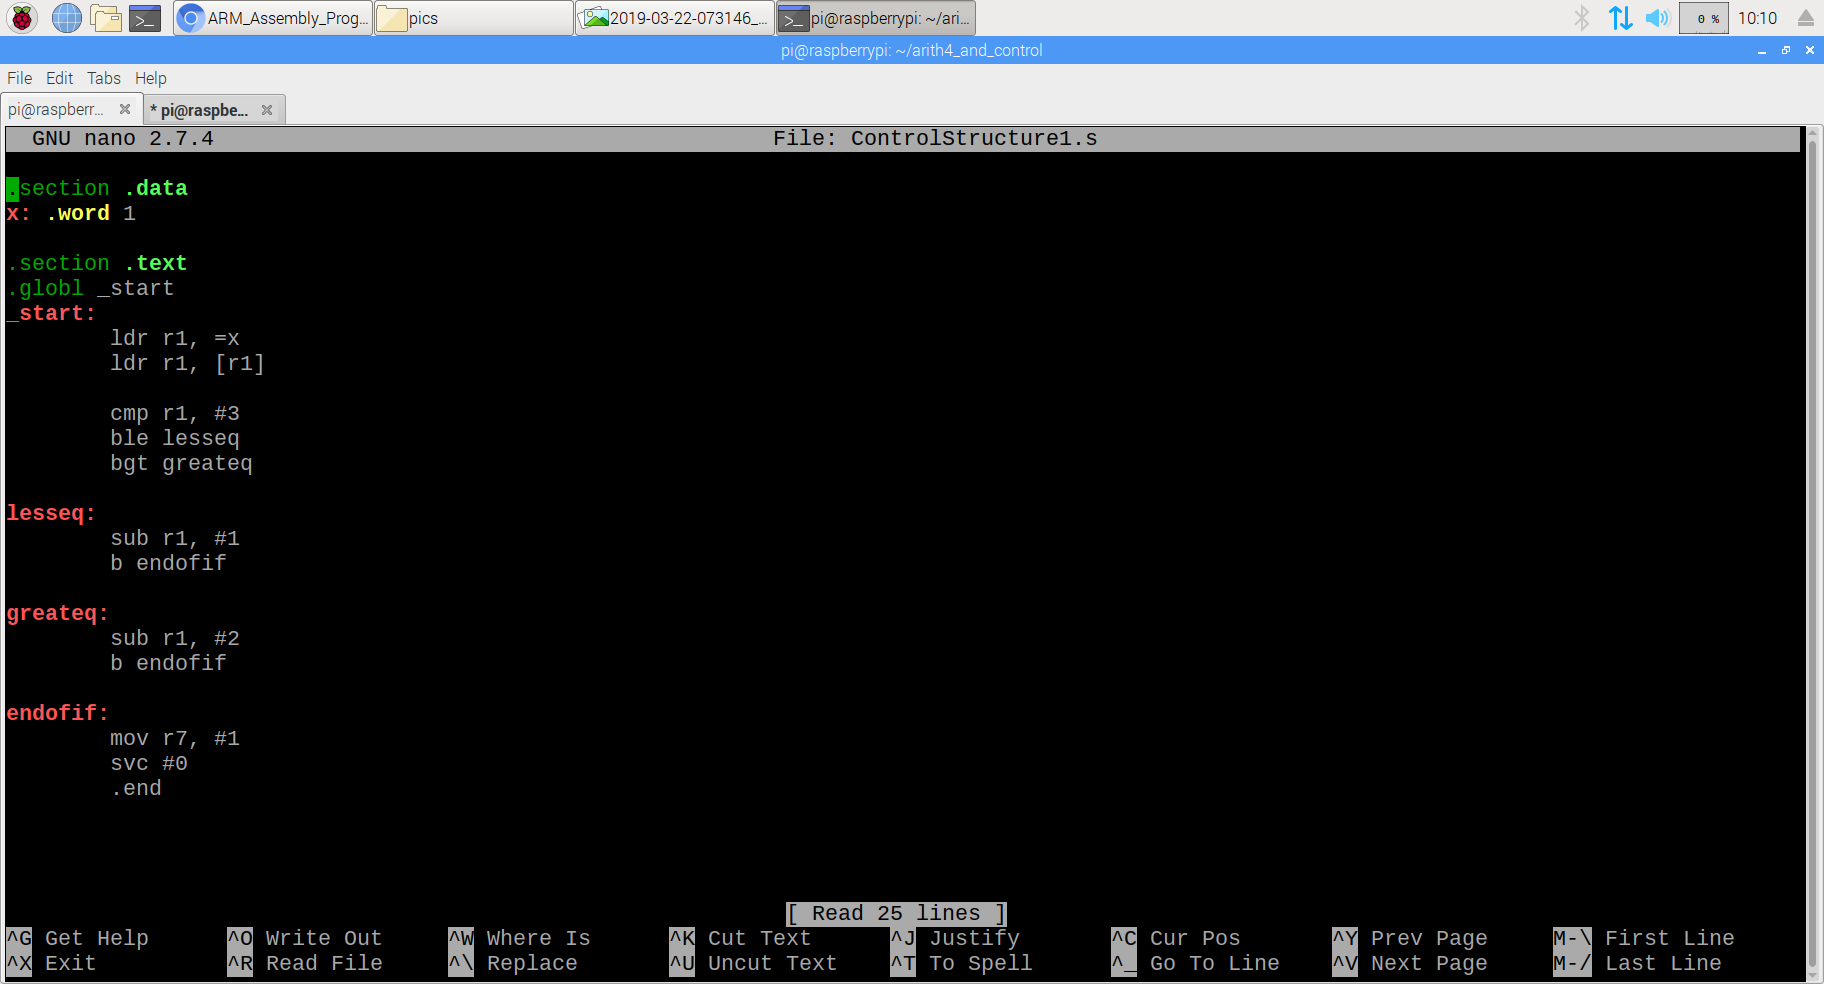 ARM_Assembly_Prog... pics 2019-03-22-073146_... pi@raspberrypi: ~/ari... 0 % 10:10
pi@raspberrypi: ~/arith4_and_control
File Edit Tabs Help
pi@raspberr... * pi@raspbe...
GNU nano 2.7.4 File: ControlStructure1.s
.section .data
x: .word 1
.section .text
.globl _start
_start:
ldr r1, =x
ldr r1, [r1]
cmp r1, #3
ble lesseq
bgt greateq
lesseq:
sub r1, #1
b endofif
greateq:
sub r1, #2
b endofif
endofif:
mov r7, #1
svc #0
.end
[ Read 25 lines ]
^G Get Help ^O Write Out ^W Where Is ^K Cut Text ^J Justify ^C Cur Pos ^Y Prev Page M-\ First Line
^X Exit ^R Read File ^\ Replace ^U Uncut Text ^T To Spell ^_ Go To Line ^V Next Page M-/ Last Line